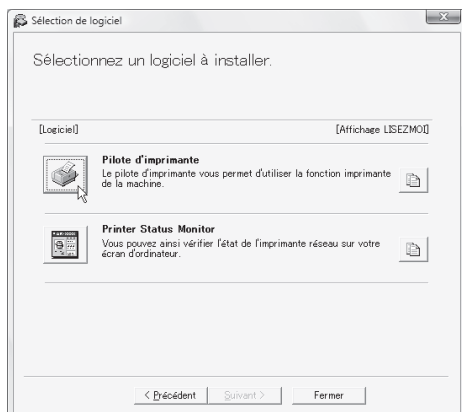 Sélection de logiciel
Sélectionnez un logiciel à installer.
[Logiciel] [Affichage LISEZMOI]
Pilote d'imprimante
Le pilote d'imprimante vous permet d'utiliser la fonction imprimante
de la machine.
Printer Status Monitor
Vous pouvez ainsi vérifier l'état de l'imprimante réseau sur votre
écran d'ordinateur.
< Précédent Suivant > Fermer